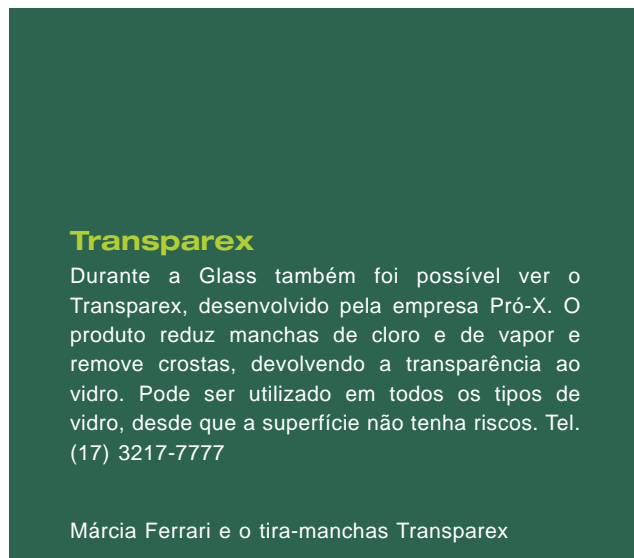 Transparex
Durante a Glass também foi possível ver o
Transparex, desenvolvido pela empresa Pró-X. O
produto reduz manchas de cloro e de vapor e
remove crostas, devolvendo a transparência ao
vidro. Pode ser utilizado em todos os tipos de
vidro, desde que a superfície não tenha riscos. Tel.
(17) 3217-7777
Márcia Ferrari e o tira-manchas Transparex